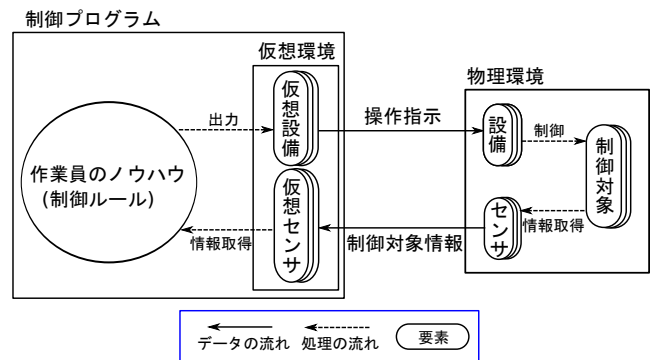 制御プログラム
仮想環境
物理環境
仮想設備
出力
操作指示
設備
制御
制御対象
作業員のノウハウ
(制御ルール)
仮想センサ
情報取得
制御対象情報
センサ
情報取得
データの流れ
処理の流れ
要素